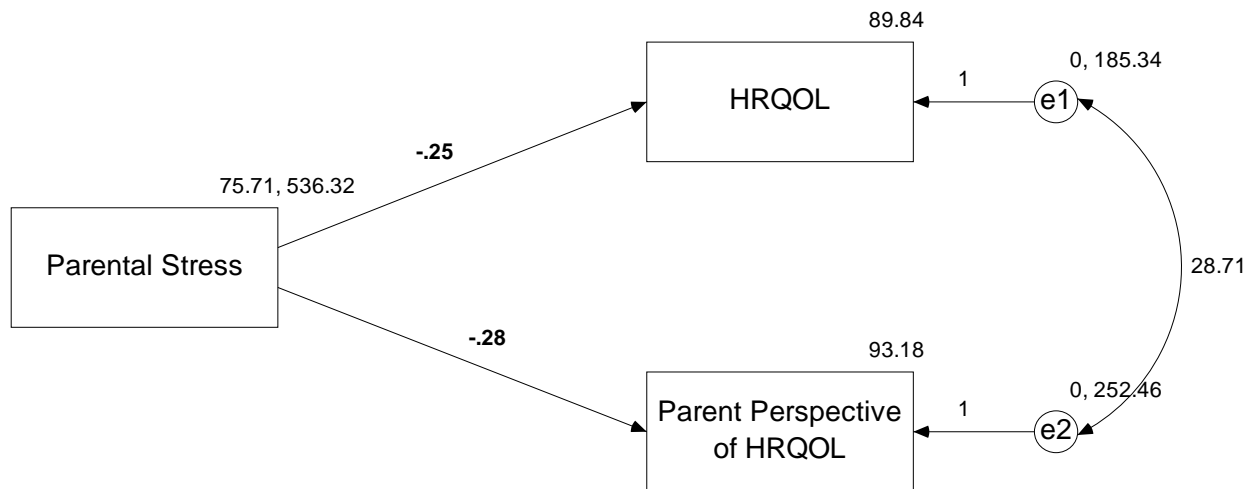 89.84
0, 185.34
HRQOL
1
e1
-.25
75.71, 536.32
Parental Stress
28.71
-.28
93.18
0, 252.46
Parent Perspective
of HRQOL
1
e2